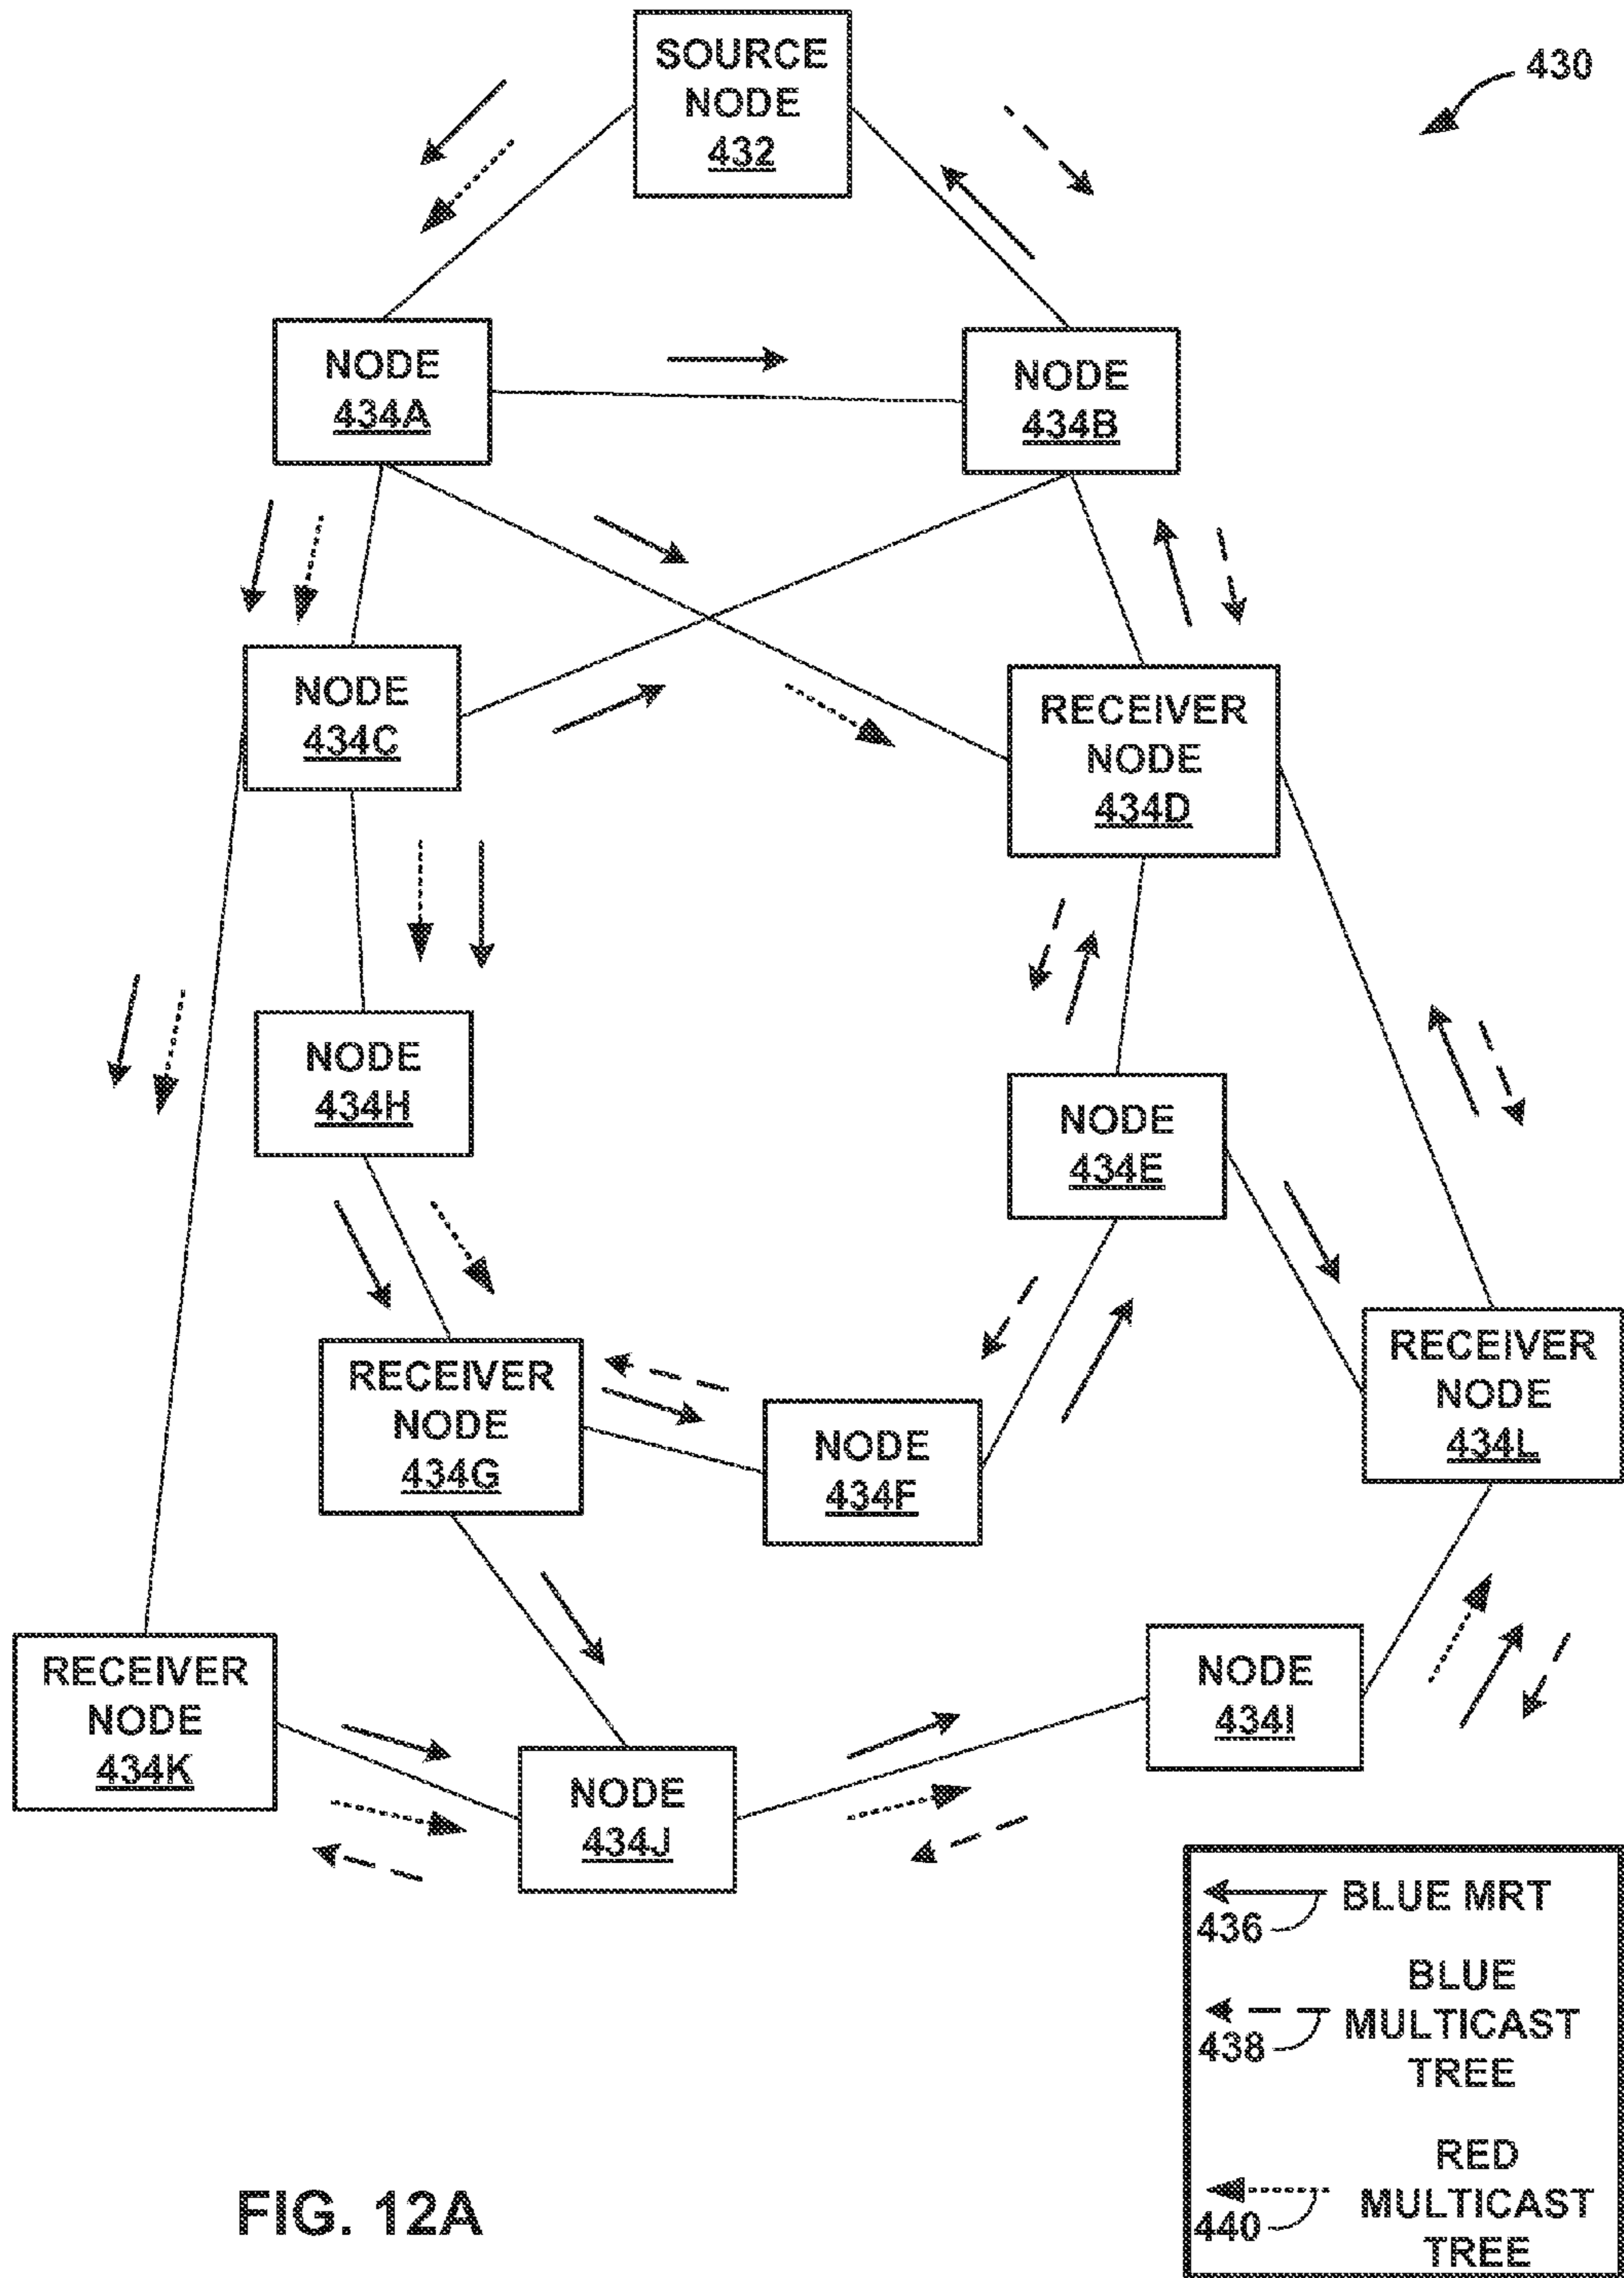 SOURCE
NODE
432
430
NODE
434A
NODE
434B
NODE
434C
RECEIVER
NODE
434D
NODE
434H
NODE
434E
RECEIVER
NODE
434G
NODE
434F
RECEIVER
NODE
434L
RECEIVER
NODE
434K
NODE
434J
NODE
434I
BLUE MRT
436
BLUE
MULTICAST
TREE
438
RED
MULTICAST
TREE
440
FIG. 12A